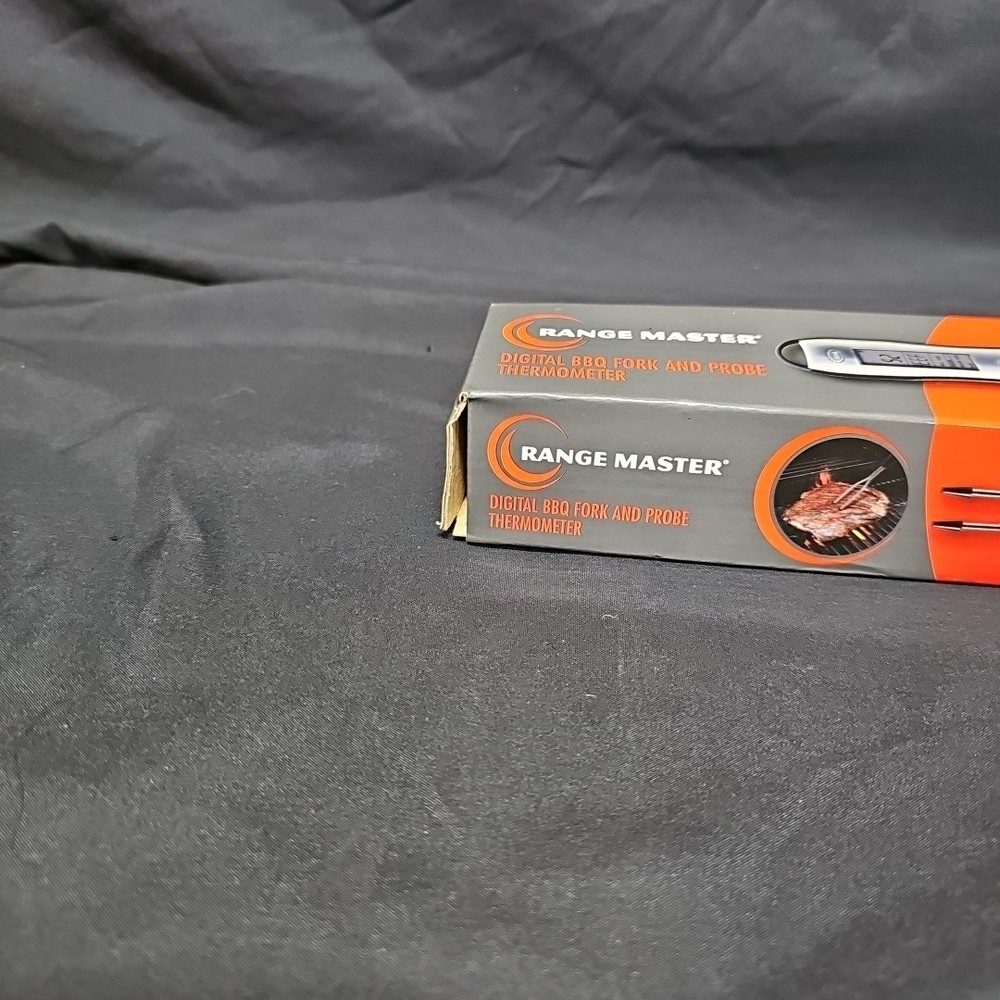 RANGE MASTER®
DIGITAL BBQ FORK AND PROBE
THERMOMETER
RANGE MASTER®
DIGITAL BBQ FORK AND PROBE
THERMOMETER